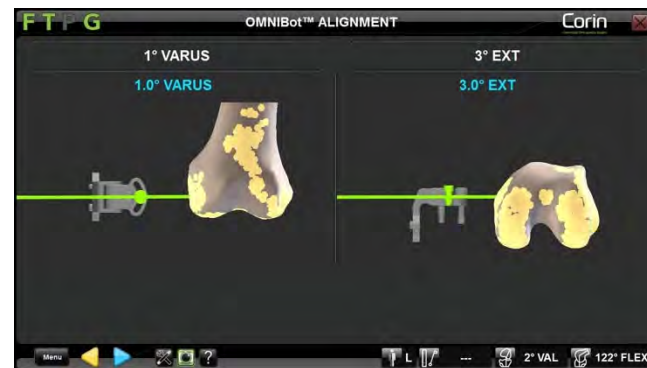 F T P G
OMNIBot™ ALIGNMENT
Corin
1° VARUS
3° EXT
1.0° VARUS
3.0° EXT
Menu
?
L
---
2° VAL
122° FLEX